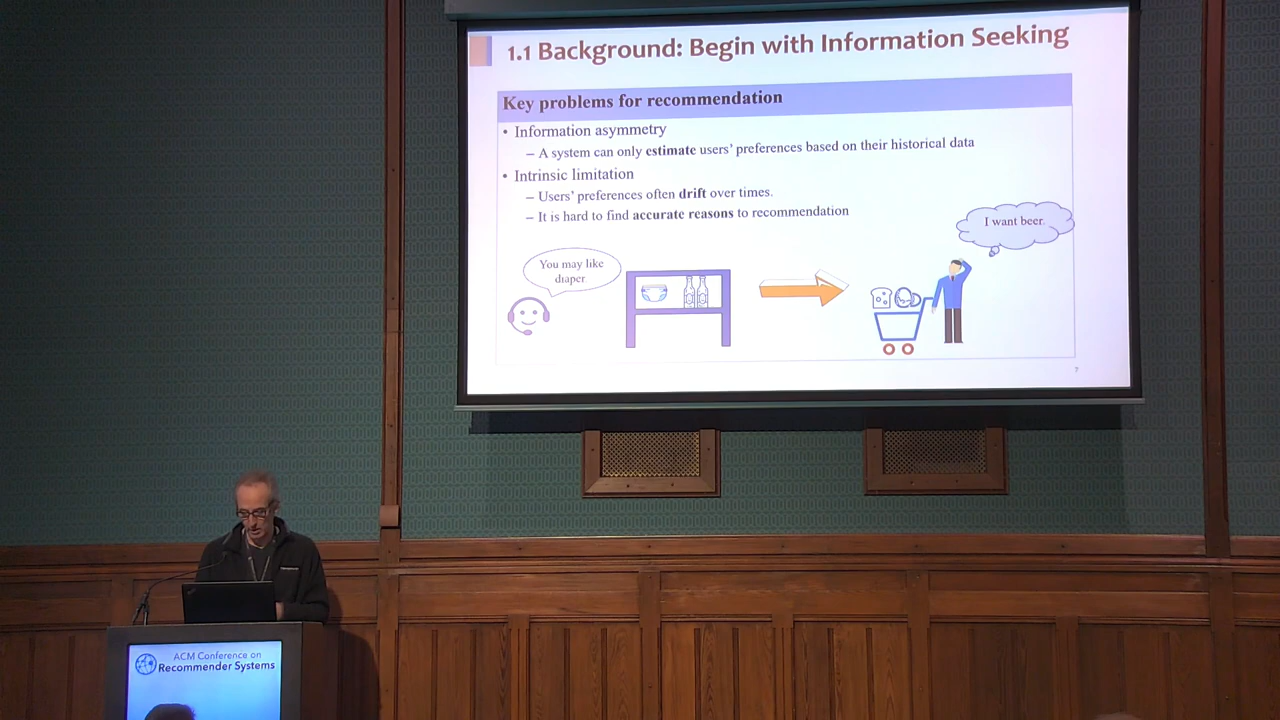 1.1 Background: Begin with Information Seeking
Key problems for recommendation
• Information asymmetry
– A system can only estimate users' preferences based on their historical data
• Intrinsic limitation
– Users' preferences often drift over times.
– It is hard to find accurate reasons to recommendation
I want beer.
You may like
diaper
7
ACM Conference on
Recommender Systems